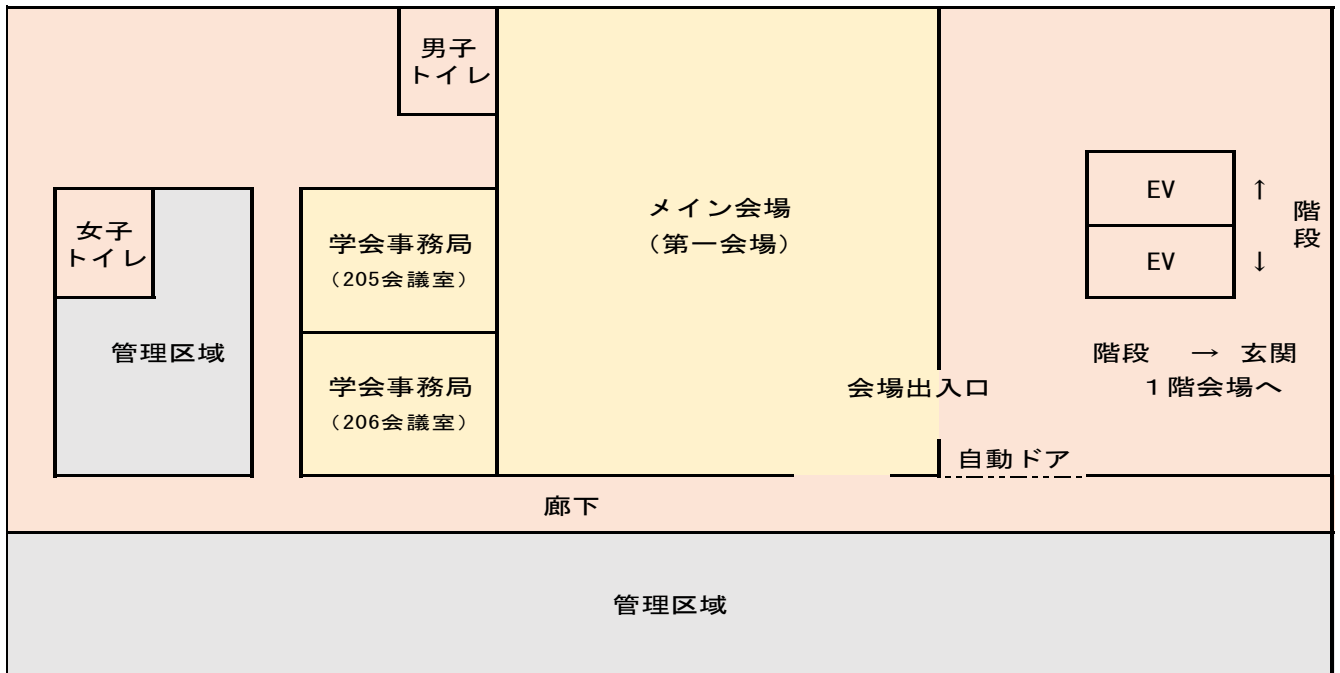 男子
トイレ
女子
トイレ
学会事務局
（205会議室）
管理区域
学会事務局
（206会議室）
メイン会場
（第一会場）
EV
↑
EV
↓
階
段
階段 → 玄関
１階会場へ
会場出入口
自動ドア
廊下
管理区域